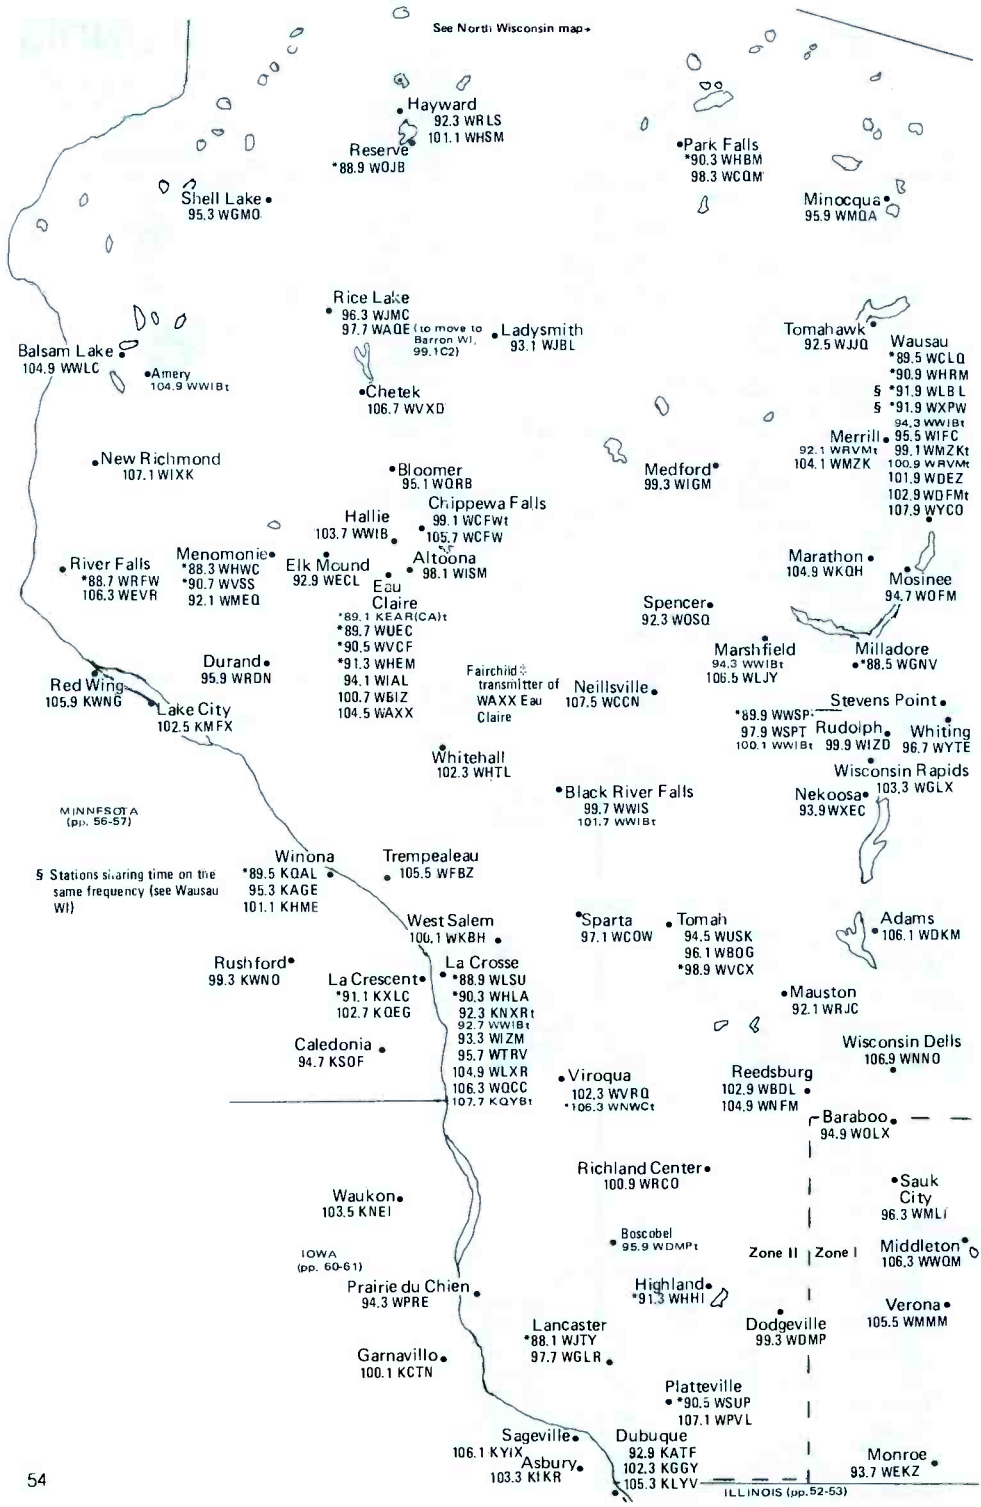 See North Wisconsin map→
Hayward
92.3 WRLS
101.1 WHSM
Reserve
*88.9 WOJB
Park Falls
*90.3 WHBM
98.3 WCQM
Shell Lake
95.3 WGMO
Minocqua
95.9 WMQA
Rice Lake
96.3 WJMC
97.7 WAQE (to move to
Barron WI,
99.1C2)
Ladysmith
93.1 WJBL
Tomahawk
92.5 WJJQ
Balsam Lake
104.9 WWLC
Amery
104.9 WWIBt
Chetek
106.7 WVXD
Wausau
*89.5 WCLQ
*90.9 WHRM
§ *91.9 WLBL
§ *91.9 WXPW
94.3 WWIBt
95.5 WIFC
99.1 WMZKt
100.9 WRVMt
101.9 WDEZ
102.9 WDFMt
107.9 WYCO
Merrill
92.1 WRVMt
104.1 WMZK
New Richmond
107.1 WIXK
Bloomer
95.1 WQRB
Medford
99.3 WIGM
Chippewa Falls
99.1 WCFWt
105.7 WCFW
Hallie
103.7 WWIB
Menomonie
*88.3 WHWC
*90.7 WVSS
92.1 WMEQ
Elk Mound
92.9 WECL
Altoona
98.1 WISM
River Falls
*88.7 WRFW
106.3 WEVR
Marathon
104.9 WKQH
Mosinee
94.7 WOFM
Eau
Claire
*89.1 KEAR(CA)t
*89.7 WUEC
*90.5 WVCF
*91.3 WHEM
94.1 WIAL
100.7 WBIZ
104.5 WAXX
Spencer
92.3 WOSQ
Marshfield
94.3 WWIBt
106.5 WLJY
Milladore
*88.5 WGNV
Durand
95.9 WRDN
Fairchild
transmitter of
WAXX Eau
Claire
Neillsville
107.5 WCCN
Red Wing
105.9 KWNG
Lake City
102.5 KMFX
Stevens Point
*89.9 WWSP
97.9 WSPT
100.1 WWIBt
Rudolph
99.9 WIZD
Whiting
96.7 WYTE
Whitehall
102.3 WHTL
Wisconsin Rapids
103.3 WGLX
Black River Falls
99.7 WWIS
101.7 WWIBt
Nekoosa
93.9 WXEC
MINNESOTA
(pp. 56-57)
§ Stations sharing time on the
same frequency (see Wausau
WI)
Winona
*89.5 KQAL
95.3 KAGE
101.1 KHME
Trempealeau
105.5 WFBZ
West Salem
100.1 WKBH
Sparta
97.1 WCOW
Tomah
94.5 WUSK
96.1 WBOG
*98.9 WVCX
Adams
106.1 WDKM
Rushford
99.3 KWNO
La Crescent
*91.1 KXLC
102.7 KQEG
La Crosse
*88.9 WLSU
*90.3 WHLA
92.3 KNXRt
92.7 WWIBt
93.3 WIZM
95.7 WTRV
104.9 WLXR
106.3 WQCC
107.7 KQYBt
Mauston
92.1 WRJC
Caledonia
94.7 KSOF
Wisconsin Dells
106.9 WNNO
Viroqua
102.3 WVRQ
*106.3 WNWCt
Reedsburg
102.9 WBDL
104.9 WNFM
Baraboo
94.9 WOLX
Richland Center
100.9 WRCO
Sauk
City
96.3 WMLI
Waukon
103.5 KNEI
Boscobel
95.9 WDMPt
IOWA
(pp. 60-61)
Zone II
Zone I
Middleton
106.3 WWQM
Prairie du Chien
94.3 WPRE
Highland
*91.3 WHHI
Verona
105.5 WMMM
Dodgeville
99.3 WDMP
Lancaster
*88.1 WJTY
97.7 WGLR
Garnavillo
100.1 KCTN
Platteville
*90.5 WSUP
107.1 WPVL
Sageville
106.1 KYIX
Asbury
103.3 KIKR
Dubuque
92.9 KATF
102.3 KGGY
105.3 KLYV
Monroe
93.7 WEKZ
ILLINOIS (pp.52-53)
54